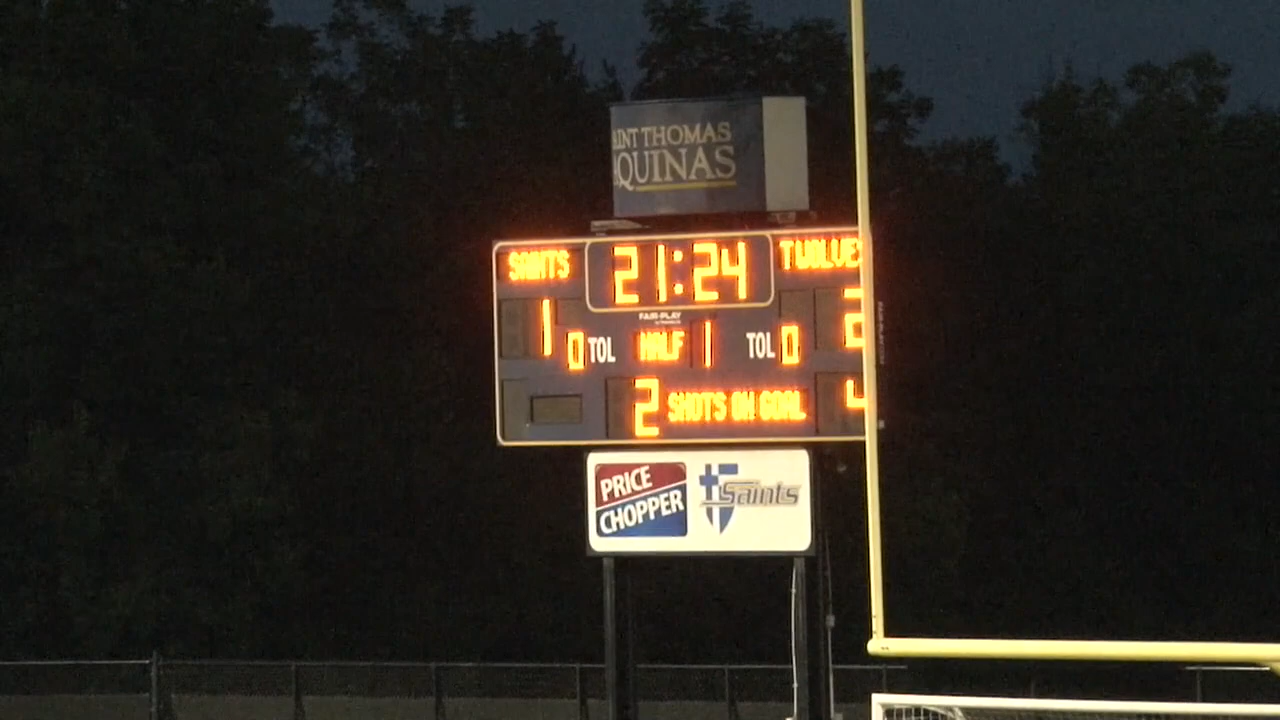 AINT THOMAS
QUINAS
SAINTS 21:24 TWOLVES
FAIR-PLAY
1 2
0 TOL HALF 1 TOL 0
2 SHOTS ON GOAL 4
PRICE CHOPPER
Saints